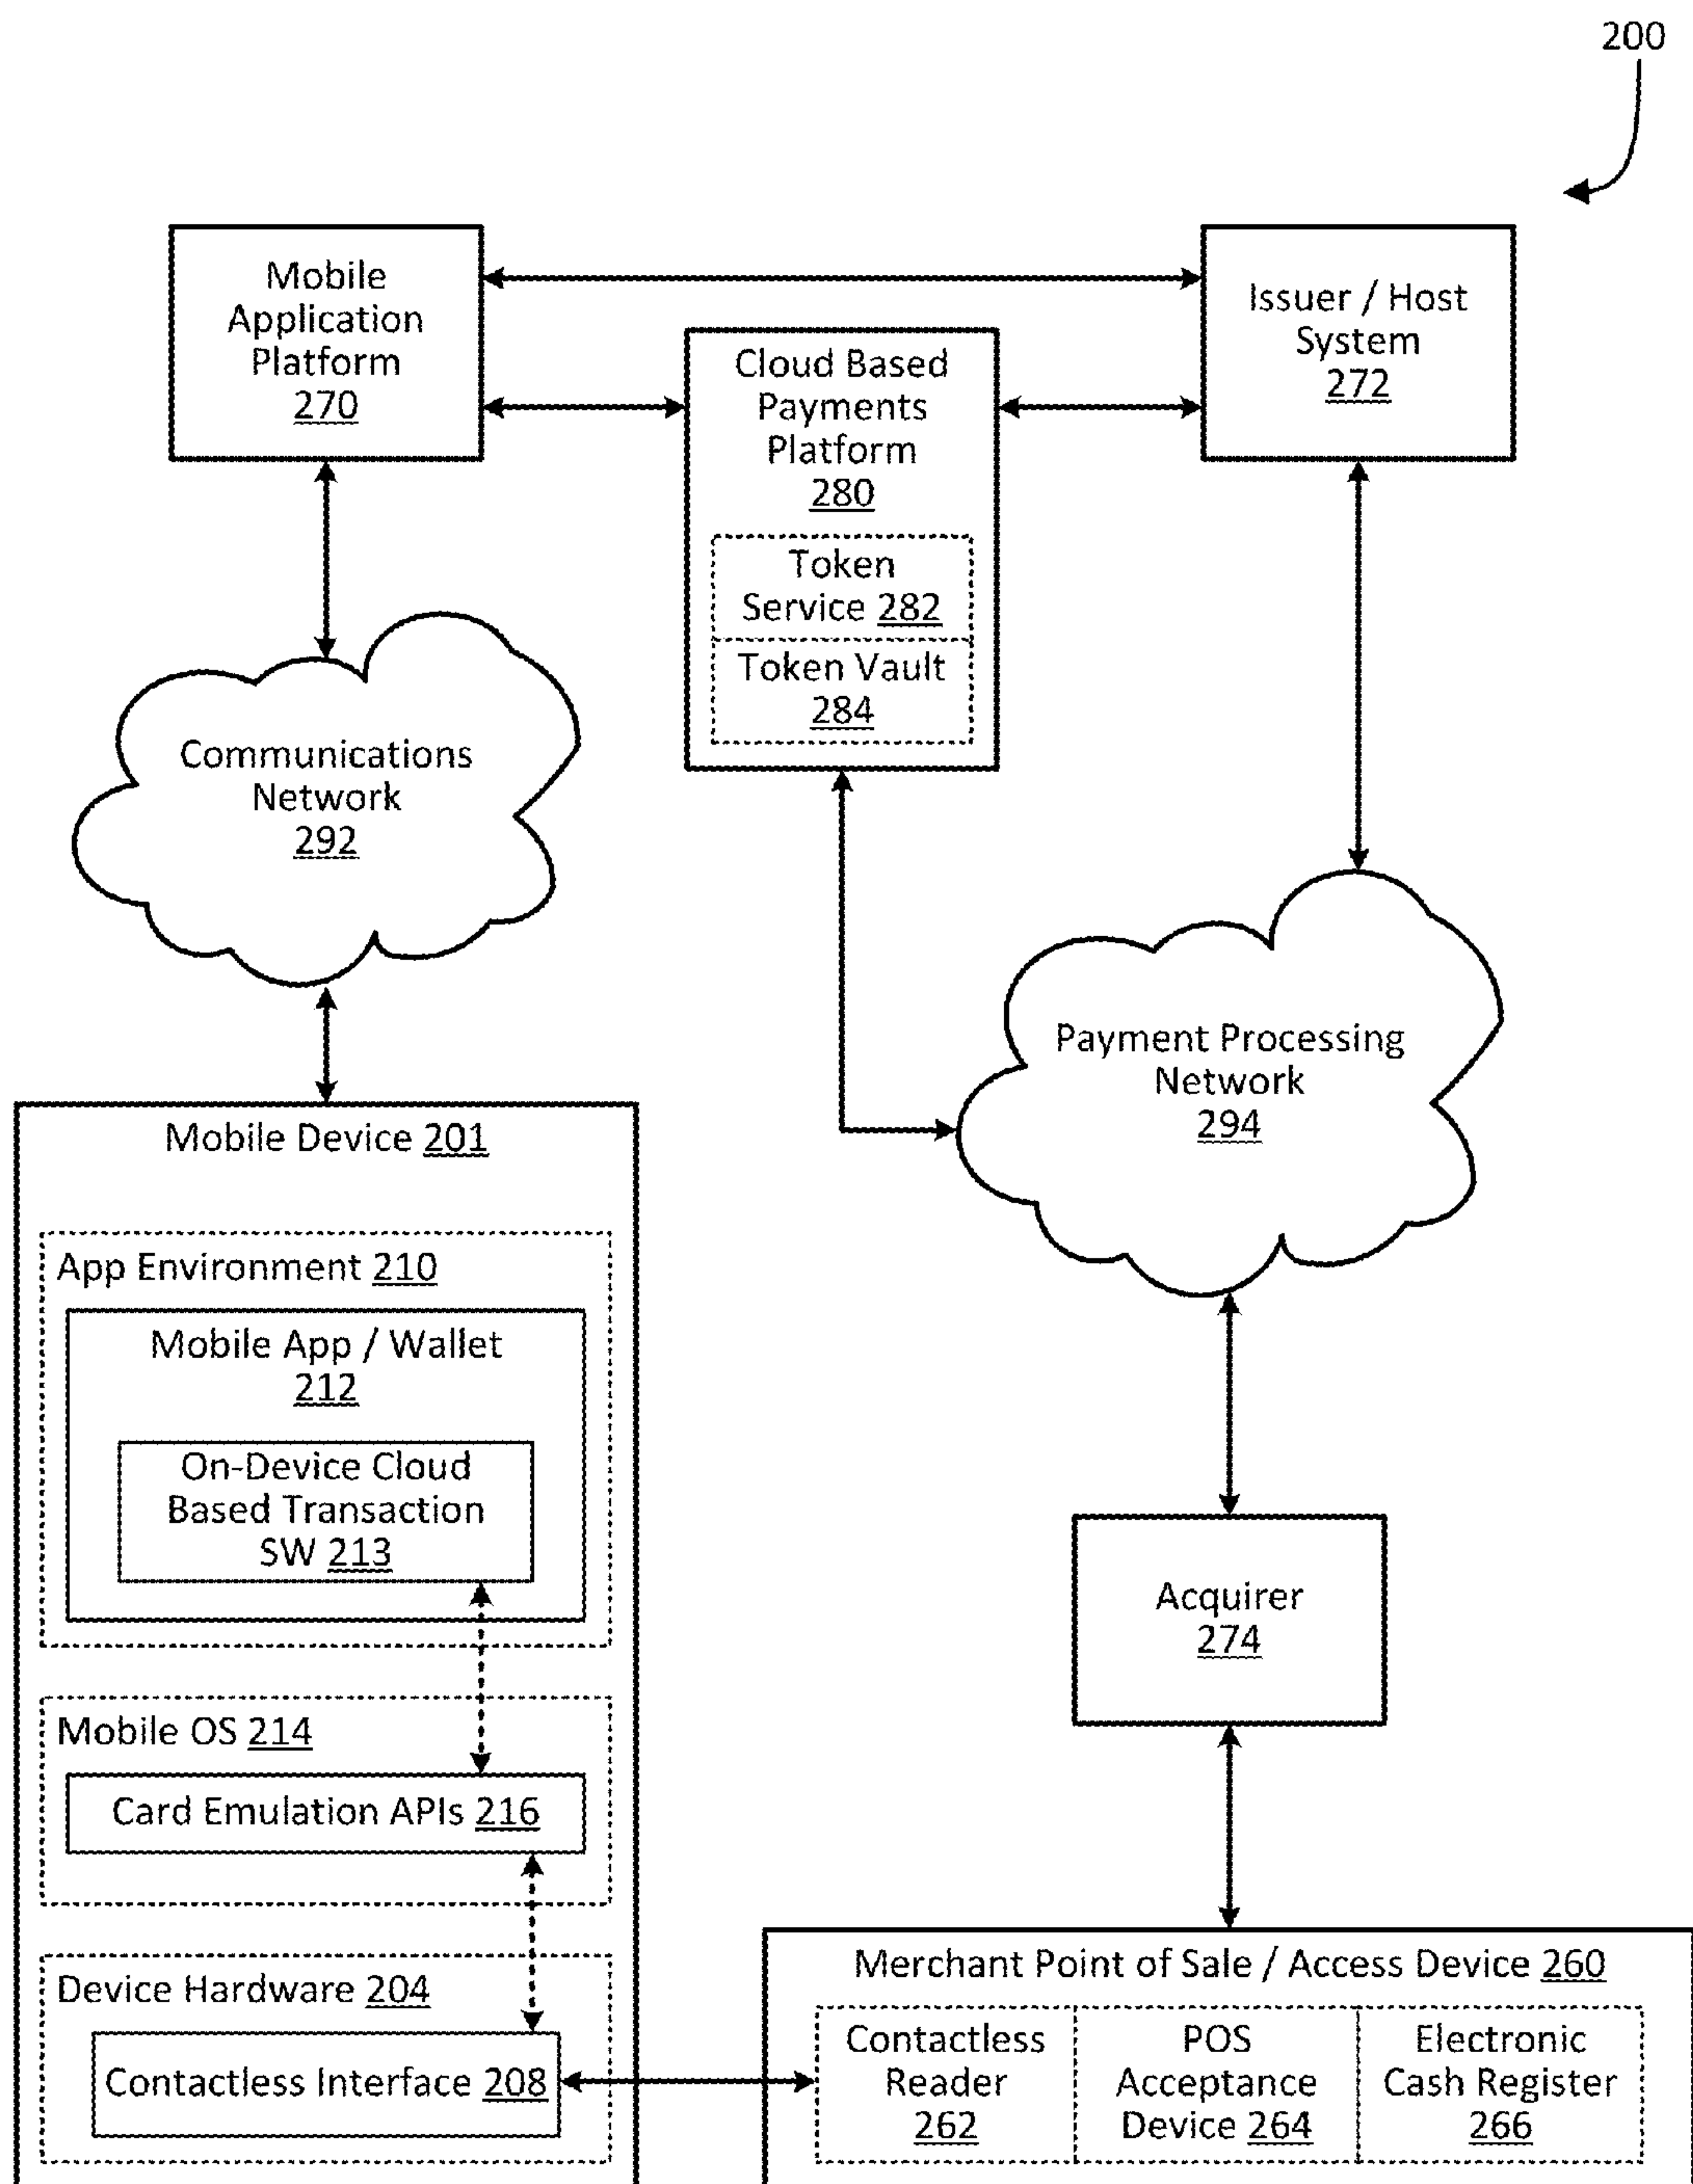 200
Mobile
Application
Platform
270
Issuer / Host
System
272
Cloud Based
Payments
Platform
280
Token
Service 282
Token Vault
284
Communications
Network
292
Payment Processing
Network
294
Mobile Device 201
App Environment 210
Mobile App / Wallet
212
On-Device Cloud
Based Transaction
SW 213
Mobile OS 214
Card Emulation APIs 216
Device Hardware 204
Contactless Interface 208
Acquirer
274
Merchant Point of Sale / Access Device 260
Contactless
Reader
262
POS
Acceptance
Device 264
Electronic
Cash Register
266